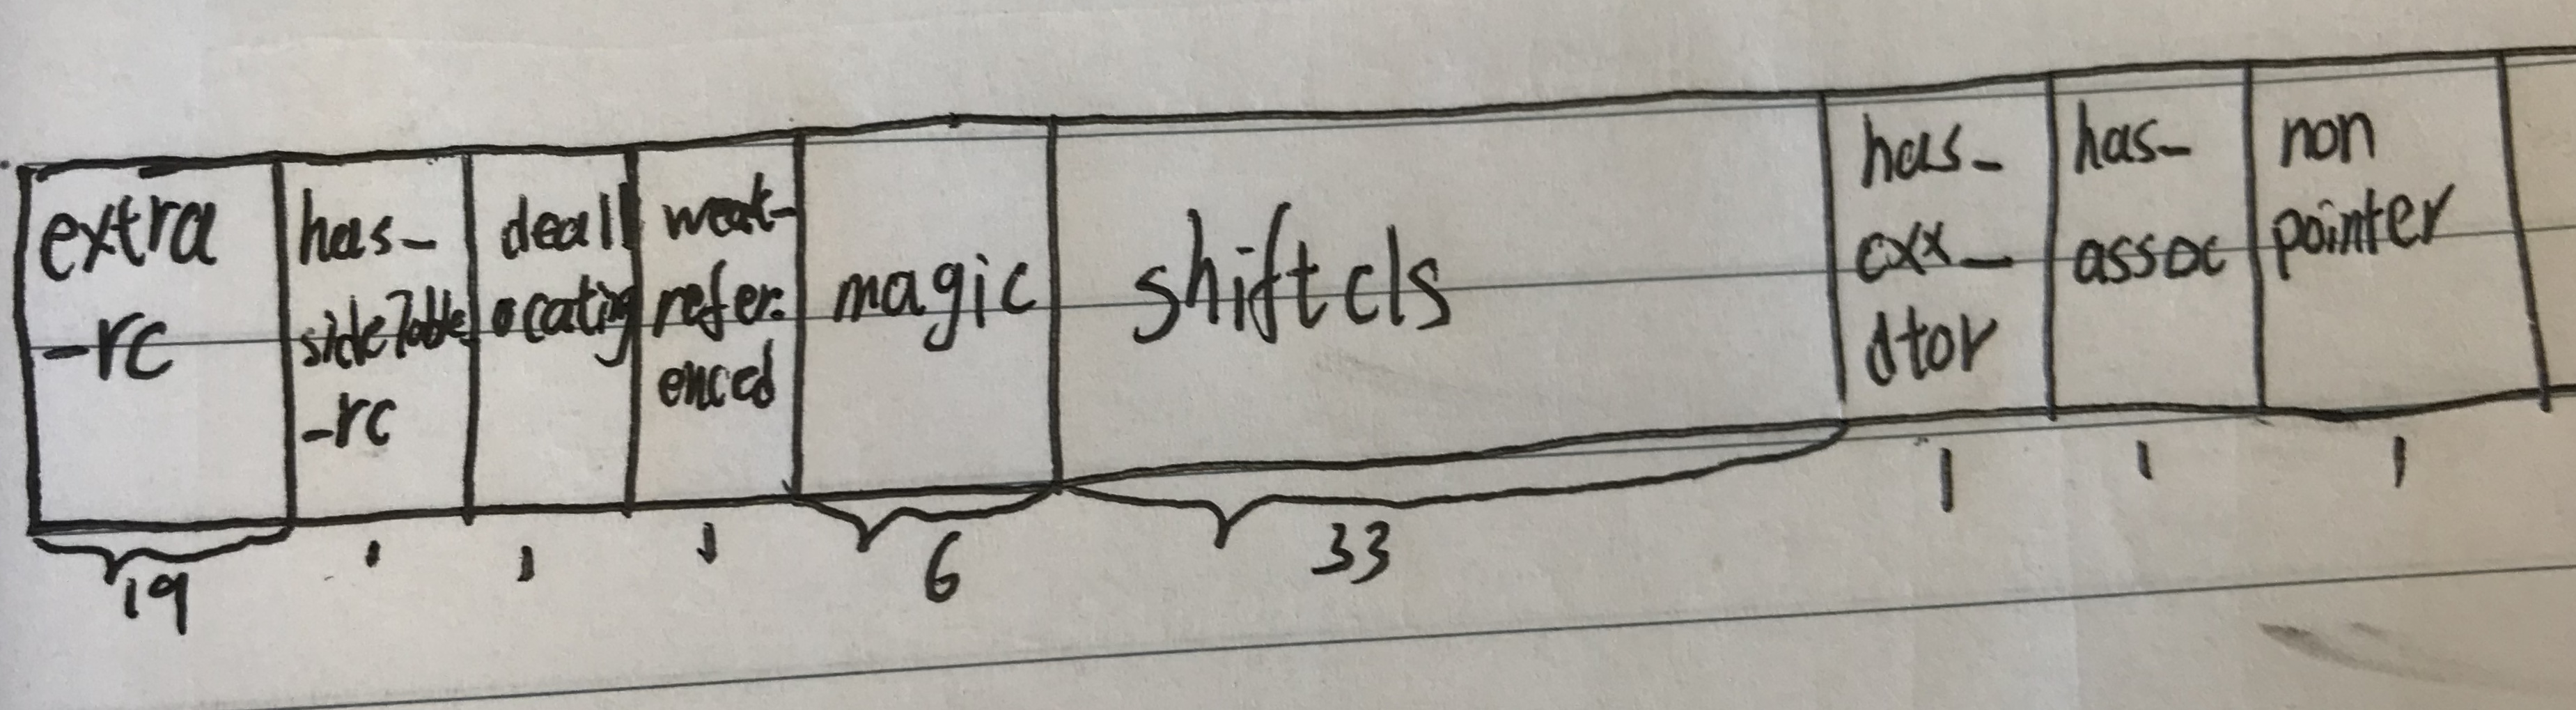 extra
-rc
has-
sideTable
-rc
deall
ocating
weak-
refer.
enced
magic
shiftcls
has-
cxx-
dtor
has-
assoc
non
pointer
19
1
1
1
6
33
1
1
1